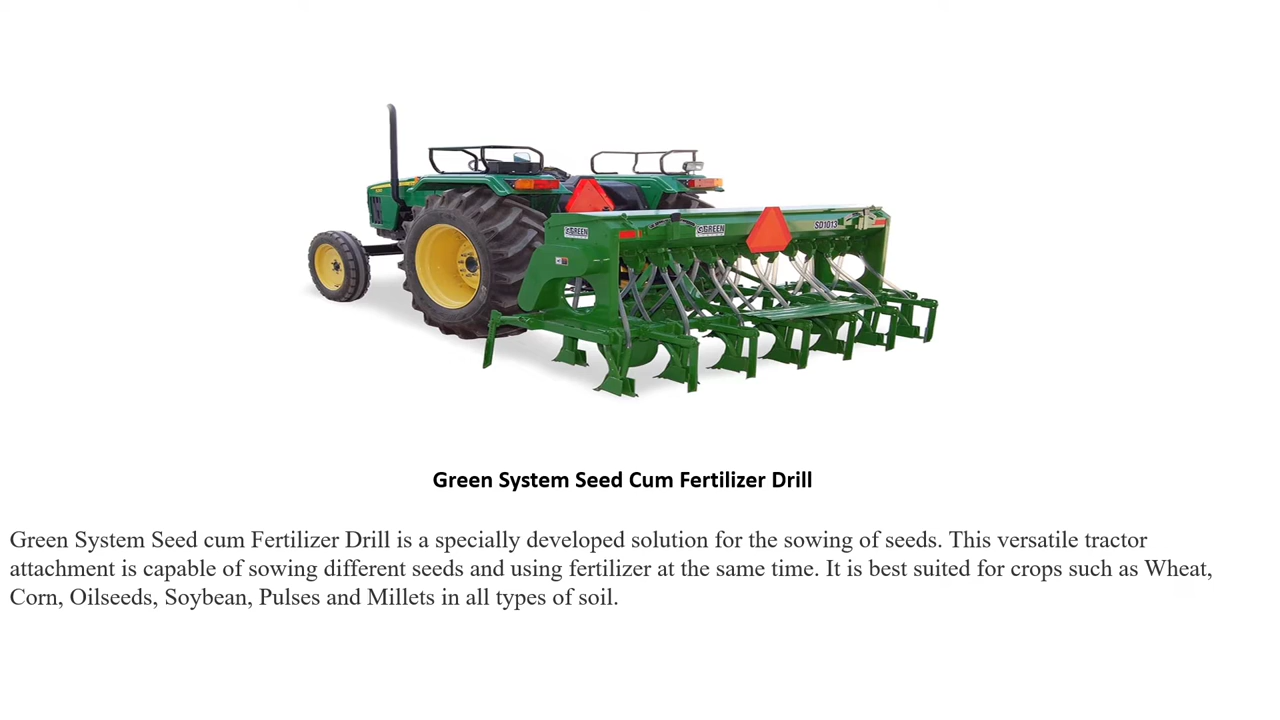 GREEN
GREEN
SD1013
Green System Seed Cum Fertilizer Drill
Green System Seed cum Fertilizer Drill is a specially developed solution for the sowing of seeds. This versatile tractor
attachment is capable of sowing different seeds and using fertilizer at the same time. It is best suited for crops such as Wheat,
Corn, Oilseeds, Soybean, Pulses and Millets in all types of soil.